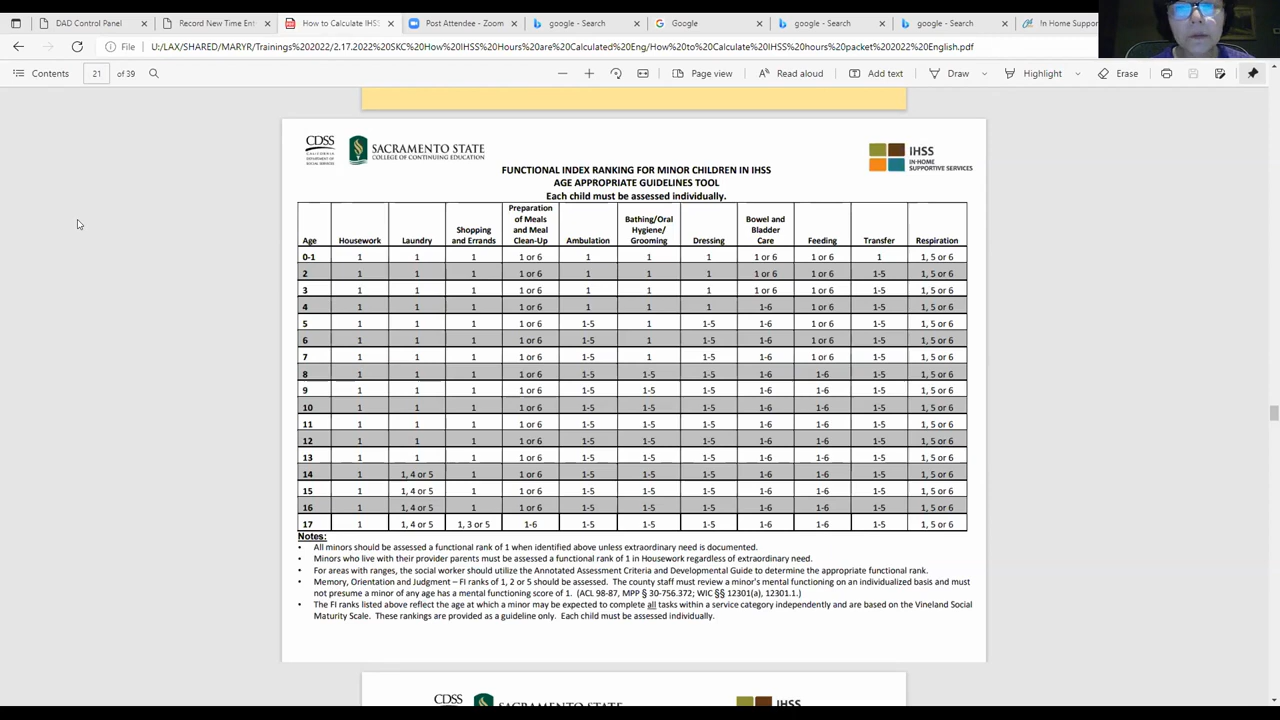 DAD Control Panel
Record New Time Ent
How to Calculate IHSS
Post Attendee - Zoom
google - Search
Google
google - Search
google - Search
In Home Suppor
File U:/LAX/SHARED/MARYR/Trainings%202022/2.17.2022%20SKC%20How%20IHSS%20Hours%20are%20Calculated%20Eng/How%20to%20Calculate%20IHSS%20hours%20packet%202022%20English.pdf
Contents 21 of 39 Page view Read aloud Add text Draw Highlight Erase
CDSS
CALIFORNIA
DEPARTMENT OF
SOCIAL SERVICES
SACRAMENTO STATE
COLLEGE OF CONTINUING EDUCATION
IHSS
IN-HOME
SUPPORTIVE SERVICES
FUNCTIONAL INDEX RANKING FOR MINOR CHILDREN IN IHSS
AGE APPROPRIATE GUIDELINES TOOL
Each child must be assessed individually.
Age Housework Laundry Shopping and Errands Preparation of Meals and Meal Clean-Up Ambulation Bathing/Oral Hygiene/ Grooming Dressing Bowel and Bladder Care Feeding Transfer Respiration
0-1 1 1 1 1 or 6 1 1 1 1 or 6 1 or 6 1 1, 5 or 6
2 1 1 1 1 or 6 1 1 1 1 or 6 1 or 6 1-5 1, 5 or 6
3 1 1 1 1 or 6 1 1 1 1 or 6 1 or 6 1-5 1, 5 or 6
4 1 1 1 1 or 6 1 1 1 1-6 1 or 6 1-5 1, 5 or 6
5 1 1 1 1 or 6 1-5 1 1-5 1-6 1 or 6 1-5 1, 5 or 6
6 1 1 1 1 or 6 1-5 1 1-5 1-6 1 or 6 1-5 1, 5 or 6
7 1 1 1 1 or 6 1-5 1 1-5 1-6 1 or 6 1-5 1, 5 or 6
8 1 1 1 1 or 6 1-5 1-5 1-5 1-6 1-6 1-5 1, 5 or 6
9 1 1 1 1 or 6 1-5 1-5 1-5 1-6 1-6 1-5 1, 5 or 6
10 1 1 1 1 or 6 1-5 1-5 1-5 1-6 1-6 1-5 1, 5 or 6
11 1 1 1 1 or 6 1-5 1-5 1-5 1-6 1-6 1-5 1, 5 or 6
12 1 1 1 1 or 6 1-5 1-5 1-5 1-6 1-6 1-5 1, 5 or 6
13 1 1 1 1 or 6 1-5 1-5 1-5 1-6 1-6 1-5 1, 5 or 6
14 1 1, 4 or 5 1 1 or 6 1-5 1-5 1-5 1-6 1-6 1-5 1, 5 or 6
15 1 1, 4 or 5 1 1 or 6 1-5 1-5 1-5 1-6 1-6 1-5 1, 5 or 6
16 1 1, 4 or 5 1 1 or 6 1-5 1-5 1-5 1-6 1-6 1-5 1, 5 or 6
17 1 1, 4 or 5 1, 3 or 5 1-6 1-5 1-5 1-5 1-6 1-6 1-5 1, 5 or 6
Notes:
• All minors should be assessed a functional rank of 1 when identified above unless extraordinary need is documented.
• Minors who live with their provider parents must be assessed a functional rank of 1 in Housework regardless of extraordinary need.
• For areas with ranges, the social worker should utilize the Annotated Assessment Criteria and Developmental Guide to determine the appropriate functional rank.
• Memory, Orientation and Judgment – FI ranks of 1, 2 or 5 should be assessed. The county staff must review a minor's mental functioning on an individualized basis and must
not presume a minor of any age has a mental functioning score of 1. (ACL 98-87, MPP § 30-756.372; WIC §§ 12301(a), 12301.1.)
• The FI ranks listed above reflect the age at which a minor may be expected to complete all tasks within a service category independently and are based on the Vineland Social
Maturity Scale. These rankings are provided as a guideline only. Each child must be assessed individually.
CDSS
SACRAMENTO STATE
IHSS